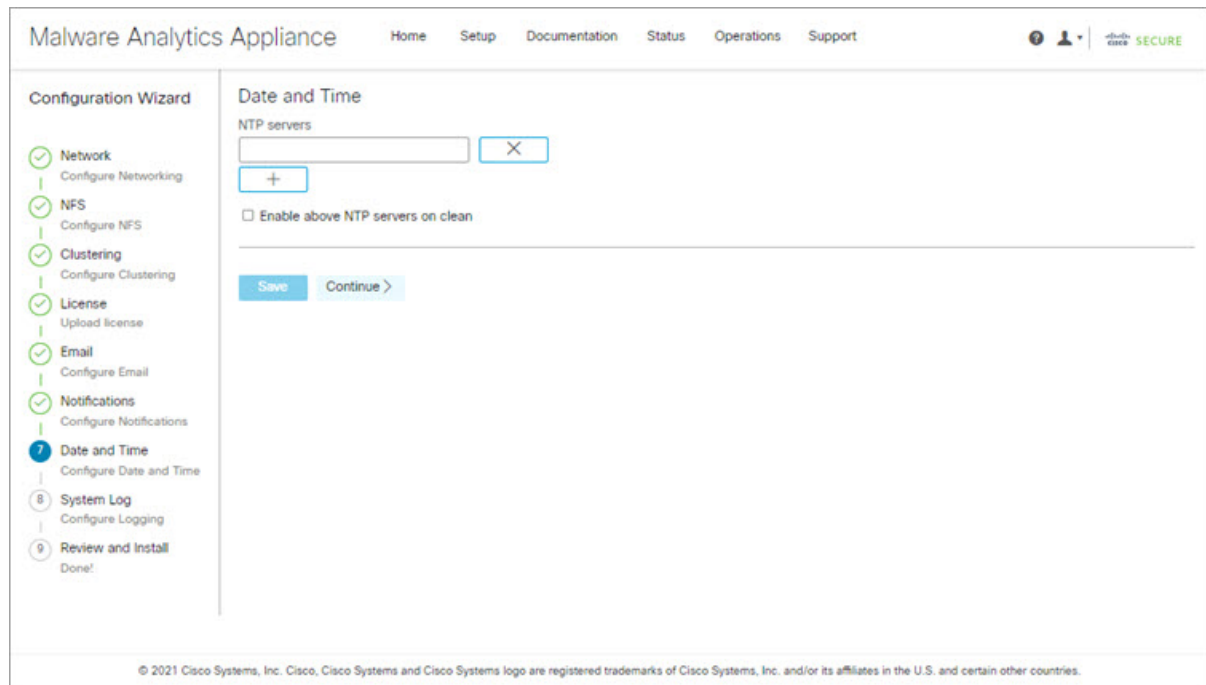 Malware Analytics Appliance
Home Setup Documentation Status Operations Support
cisco SECURE
Configuration Wizard
Network
Configure Networking
NFS
Configure NFS
Clustering
Configure Clustering
License
Upload license
Email
Configure Email
Notifications
Configure Notifications
7 Date and Time
Configure Date and Time
8 System Log
Configure Logging
9 Review and Install
Done!
Date and Time
NTP servers
Enable above NTP servers on clean
Save Continue >
© 2021 Cisco Systems, Inc. Cisco, Cisco Systems and Cisco Systems logo are registered trademarks of Cisco Systems, Inc. and/or its affiliates in the U.S. and certain other countries.